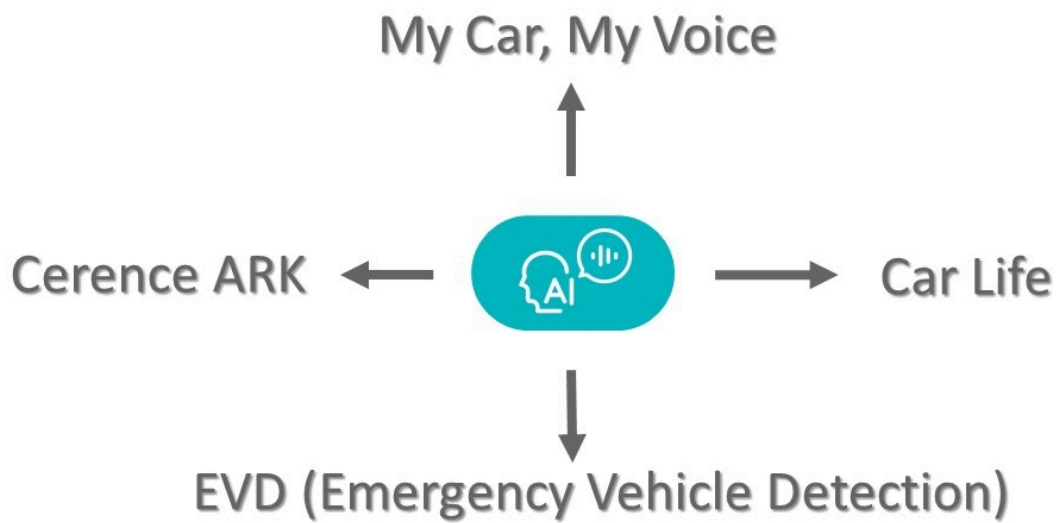 My Car, My Voice
Cerence ARK
AI
Car Life
EVD (Emergency Vehicle Detection)